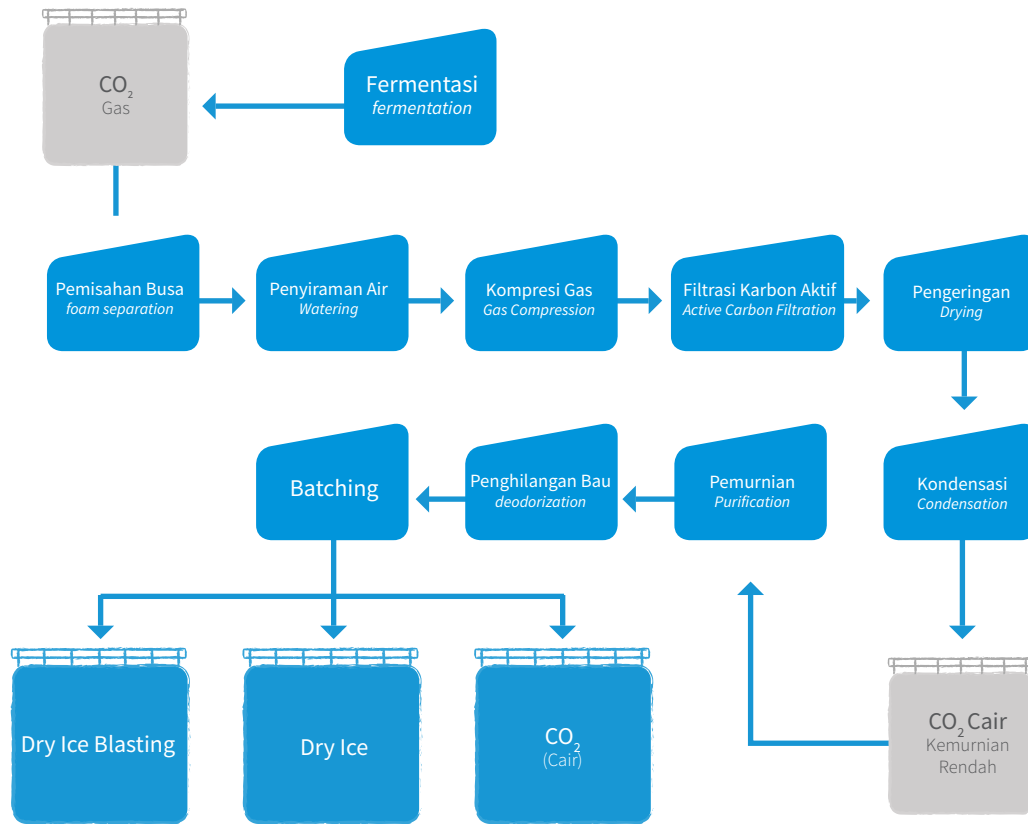 CO₂
Gas
Fermentasi
fermentation
Pemisahan Busa
foam separation
Penyiraman Air
Watering
Kompresi Gas
Gas Compression
Filtrasi Karbon Aktif
Active Carbon Filtration
Pengeringan
Drying
Kondensasi
Condensation
CO₂ Cair
Kemurnian
Rendah
Pemurnian
Purification
Penghilangan Bau
deodorization
Batching
Dry Ice Blasting
Dry Ice
CO₂
(Cair)